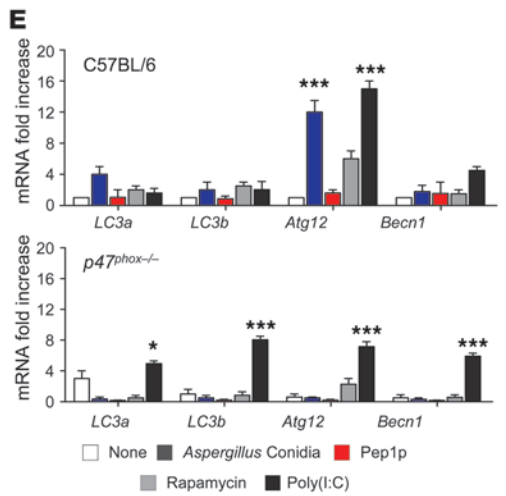 E
C57BL/6
mRNA fold increase
20
16
12
8
4
0
***
***
LC3a LC3b Atg12 Becn1
p47phox–/–
mRNA fold increase
20
16
12
8
4
0
*
***
***
***
LC3a LC3b Atg12 Becn1
None Aspergillus Conidia Pep1p
Rapamycin Poly(I:C)